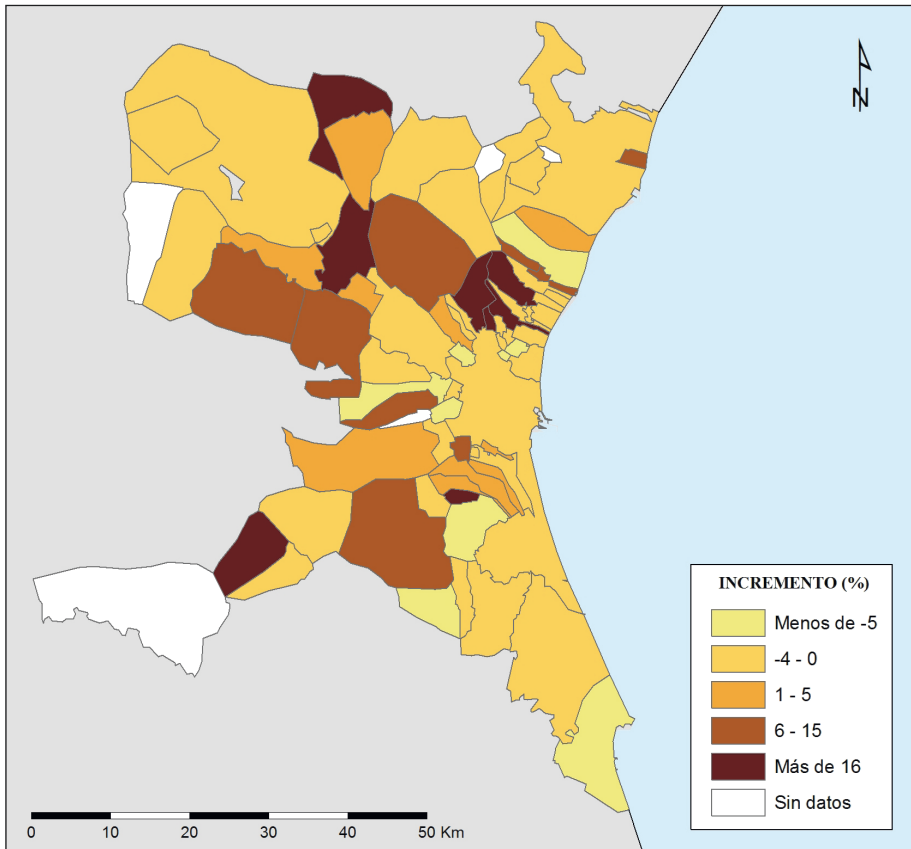 N
INCREMENTO (%)
Menos de -5
-4 - 0
1 - 5
6 - 15
Más de 16
Sin datos
0 10 20 30 40 50 Km